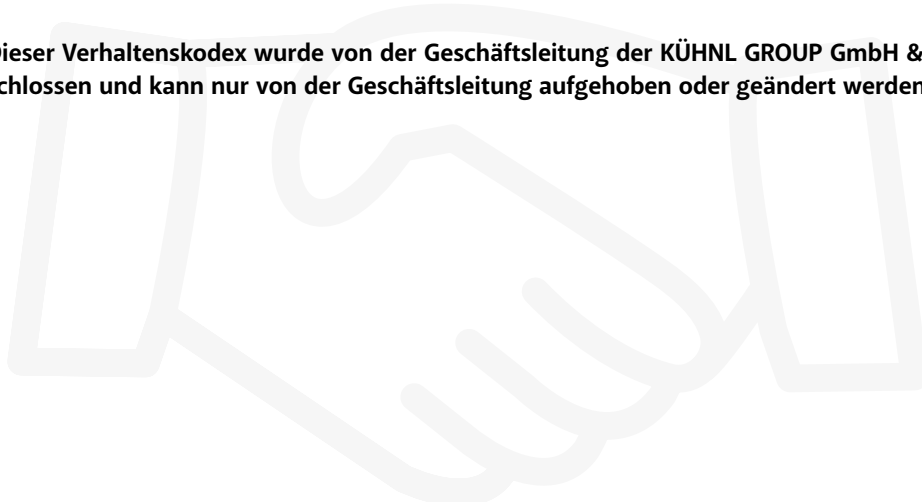 ieser Verhaltenskodex wurde von der Geschäftsleitung der KÜHNL GROUP GmbH &
chlossen und kann nur von der Geschäftsleitung aufgehoben oder geändert werden